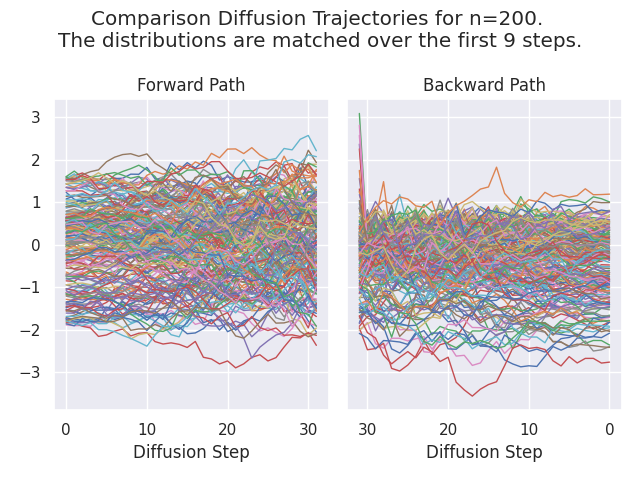 Comparison Diffusion Trajectories for n=200.
The distributions are matched over the first 9 steps.
Forward Path
Backward Path
3
2
1
0
−1
−2
−3
0 10 20 30
30 20 10 0
Diffusion Step
Diffusion Step